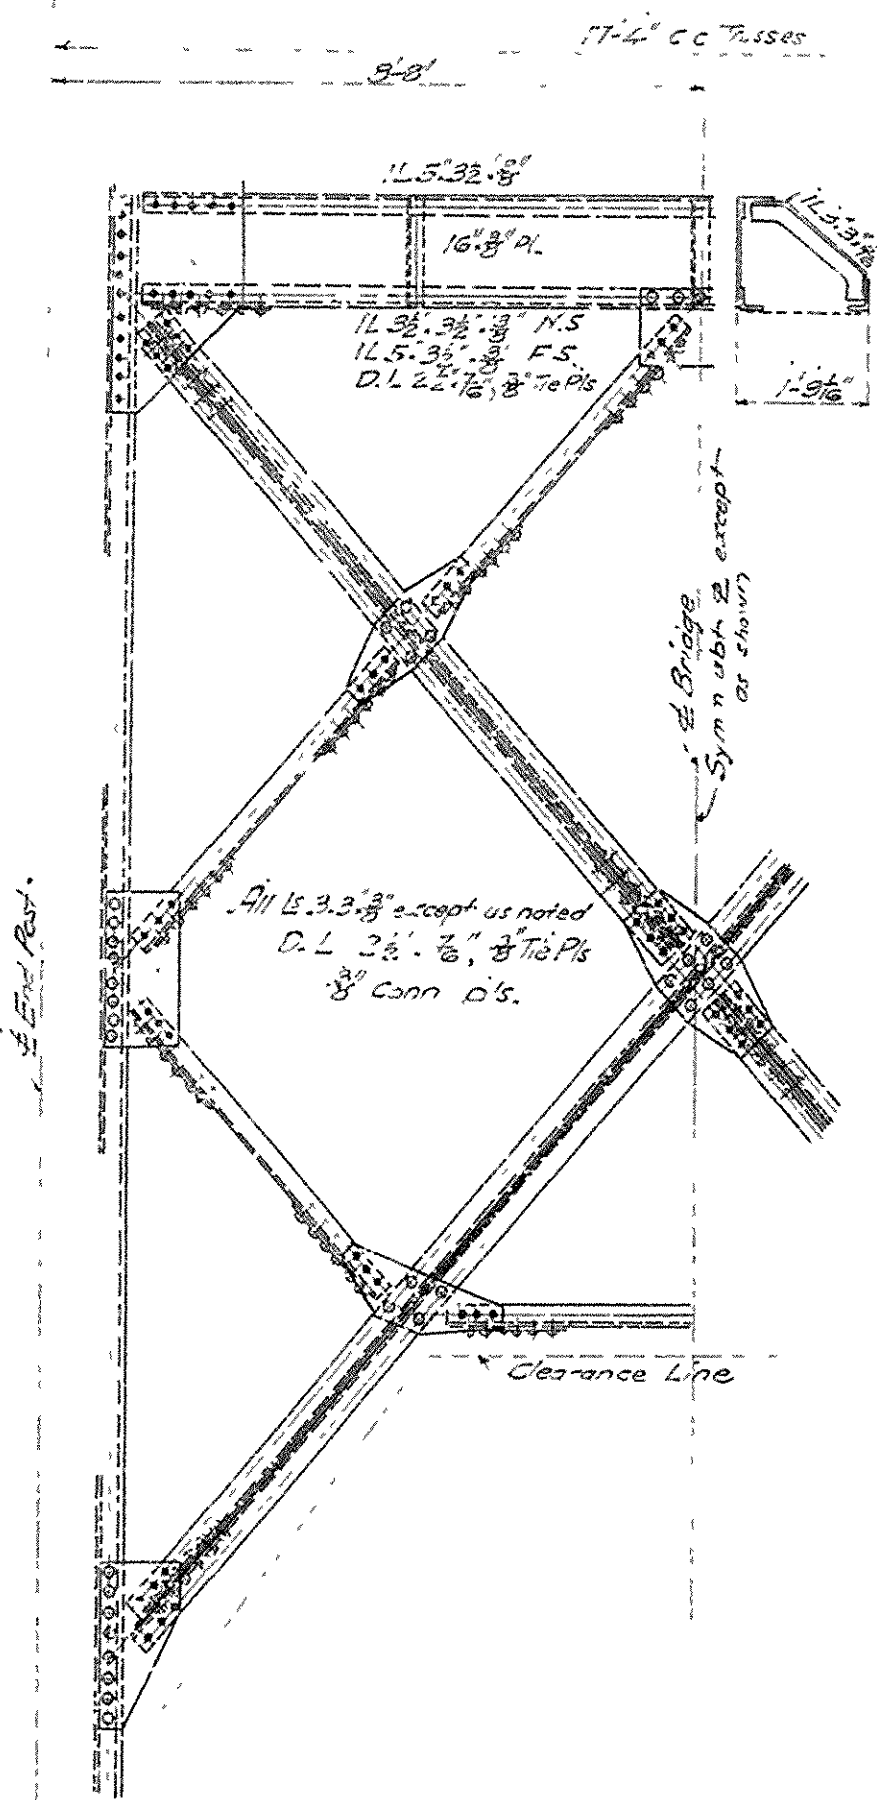 17'-4" c c Trusses
8'-8"
1L 5"·3½"·⅜"
16"·⅜" PL.
1L 3½"·3½"·⅜" N.S
1L 5"·3½"·⅜" F.S
D.L 2½"·7/16", ⅜" Tie Pls
1'-9 1/16"
℄ Bridge
Symm abt ℄ except
as shown
℄ End Post.
All Ls 3·3·⅜" except as noted
D.L 2½"·7/16", ⅜" Tie Pls
⅜" Conn pls.
Clearance Line